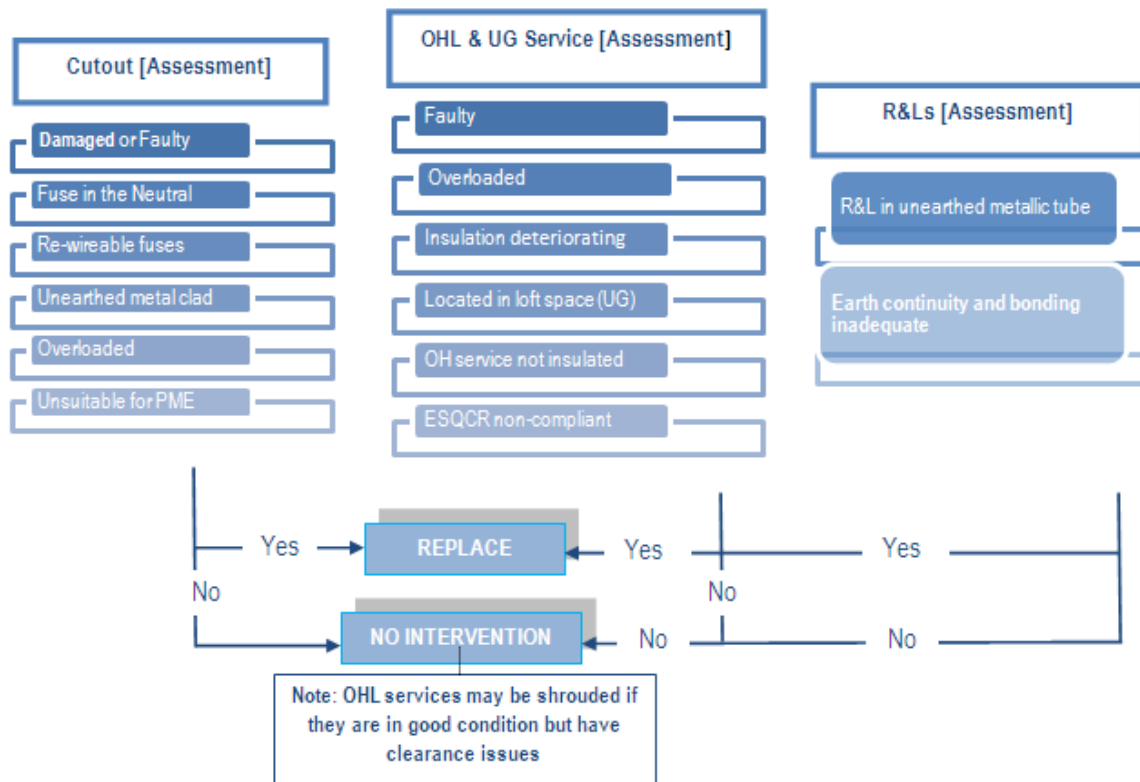 Cutout [Assessment]
Damaged or Faulty
Fuse in the Neutral
Re-wireable fuses
Unearthed metal clad
Overloaded
Unsuitable for PME
OHL & UG Service [Assessment]
Faulty
Overloaded
Insulation deteriorating
Located in loft space (UG)
OH service not insulated
ESQCR non-compliant
R&Ls [Assessment]
R&L in unearthed metallic tube
Earth continuity and bonding
inadequate
Yes
REPLACE
Yes
Yes
No
No
NO INTERVENTION
No
No
Note: OHL services may be shrouded if
they are in good condition but have
clearance issues